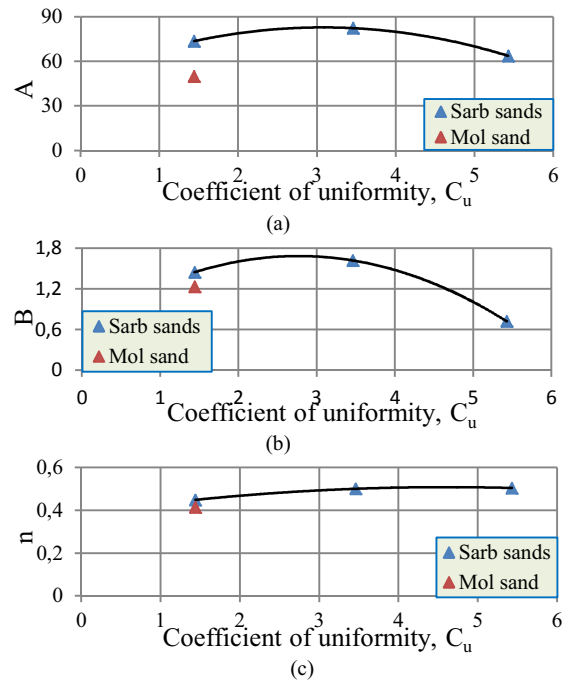 90
60
30
0
A
0 1 2 3 4 5 6
Sarb sands
Mol sand
Coefficient of uniformity, Cu
(a)
1,8
1,2
0,6
0
B
0 1 2 3 4 5 6
Sarb sands
Mol sand
Coefficient of uniformity, Cu
(b)
0,6
0,4
0,2
0
n
0 1 2 3 4 5 6
Sarb sands
Mol sand
Coefficient of uniformity, Cu
(c)